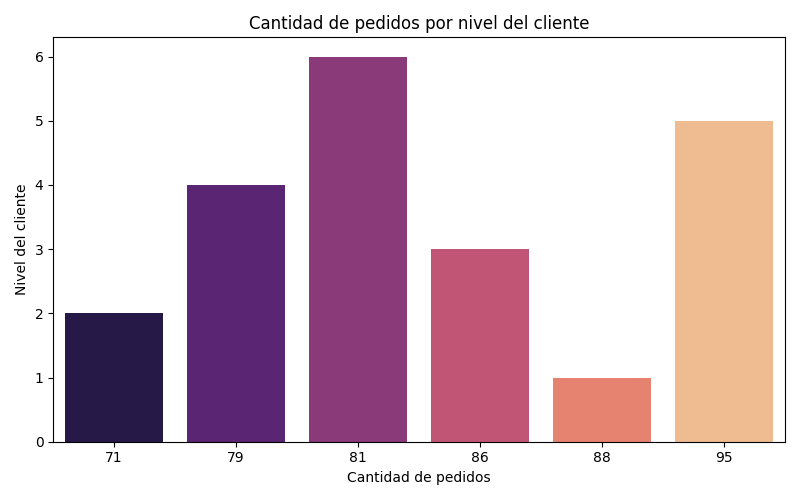 Cantidad de pedidos por nivel del cliente
Nivel del cliente
6
5
4
3
2
1
0
71 79 81 86 88 95
Cantidad de pedidos